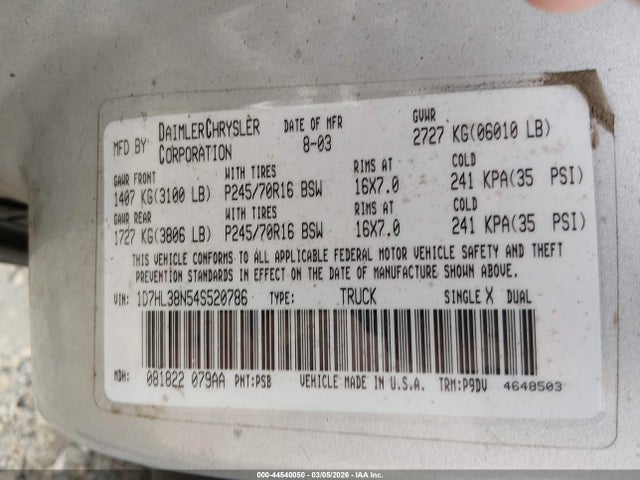 MFD BY DAIMLERCHRYSLER CORPORATION DATE OF MFR 8-03 GVWR 2727 KG(06010 LB)
GAWR FRONT WITH TIRES RIMS AT COLD
1407 KG(3100 LB) P245/70R16 BSW 16X7.0 241 KPA(35 PSI)
GAWR REAR WITH TIRES RIMS AT COLD
1727 KG(3806 LB) P245/70R16 BSW 16X7.0 241 KPA(35 PSI)
THIS VEHICLE CONFORMS TO ALL APPLICABLE FEDERAL MOTOR VEHICLE SAFETY AND THEFT
PREVENTION STANDARDS IN EFFECT ON THE DATE OF MANUFACTURE SHOWN ABOVE.
VIN: 1D7HL38N54S520786 TYPE: TRUCK SINGLE X DUAL
MDH: 081822 079AA PNT:PSB VEHICLE MADE IN U.S.A. TRM:P9DV 4648503
000-44540050 | 03/05/2026 - IAA Inc.